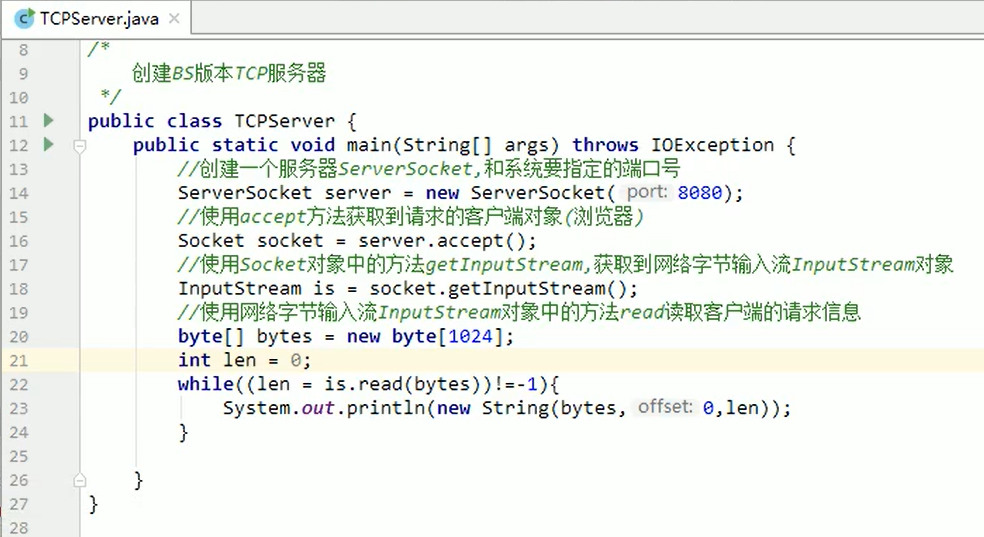 TCPServer.java
8 /*
9 创建BS版本TCP服务器
10 */
11 public class TCPServer {
12 public static void main(String[] args) throws IOException {
13 //创建一个服务器ServerSocket,和系统要指定的端口号
14 ServerSocket server = new ServerSocket( port: 8080);
15 //使用accept方法获取到请求的客户端对象(浏览器)
16 Socket socket = server.accept();
17 //使用Socket对象中的方法getInputStream,获取到网络字节输入流InputStream对象
18 InputStream is = socket.getInputStream();
19 //使用网络字节输入流InputStream对象中的方法read读取客户端的请求信息
20 byte[] bytes = new byte[1024];
21 int len = 0;
22 while((len = is.read(bytes))!=-1){
23 System.out.println(new String(bytes, offset: 0,len));
24 }
25
26 }
27 }
28